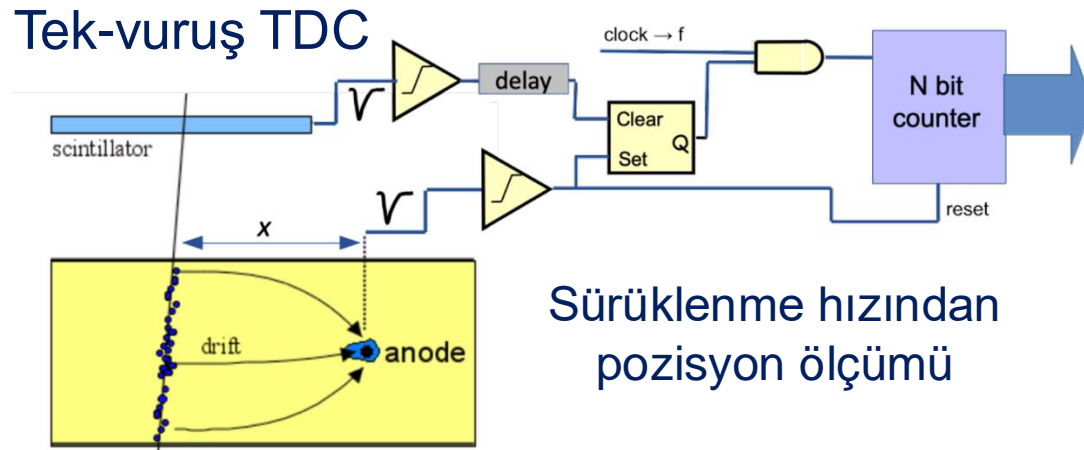 Tek-vuruş TDC
clock → f
delay
N bit
counter
Clear
Q
Set
scintillator
reset
x
drift
anode
Sürüklenme hızından
pozisyon ölçümü